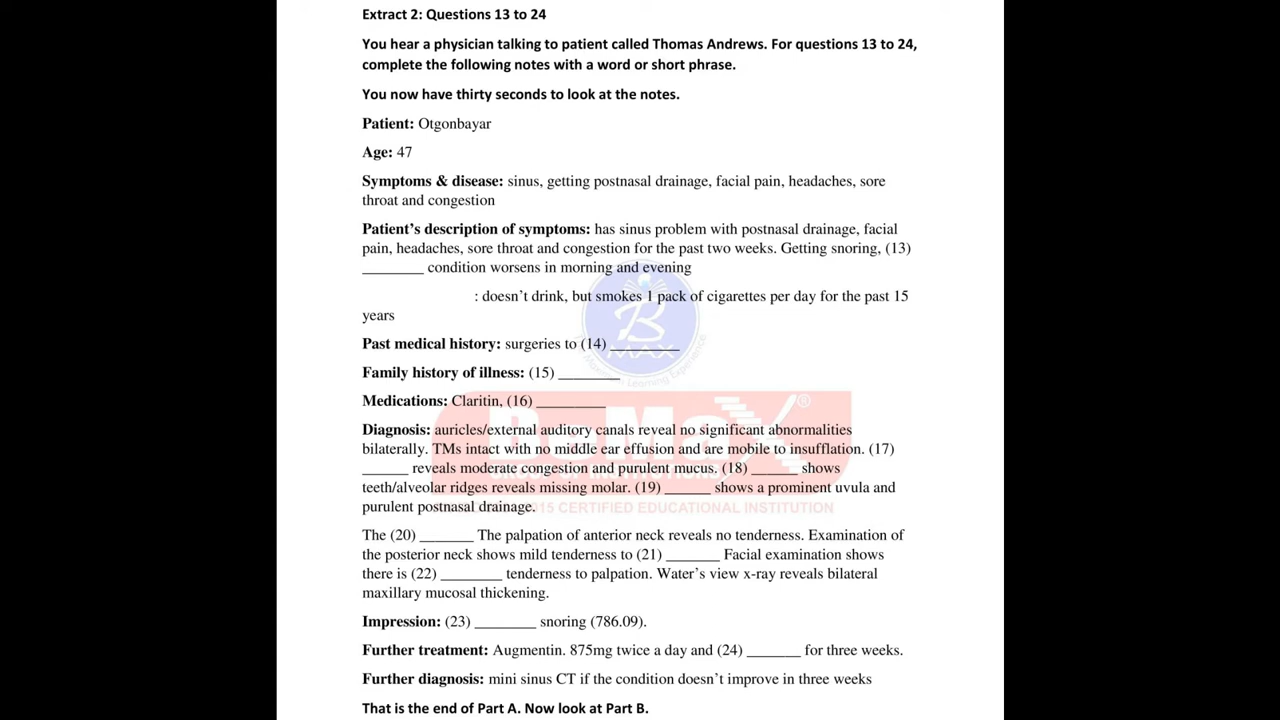 Extract 2: Questions 13 to 24
You hear a physician talking to patient called Thomas Andrews. For questions 13 to 24,
complete the following notes with a word or short phrase.
You now have thirty seconds to look at the notes.
Patient: Otgonbayar
Age: 47
Symptoms & disease: sinus, getting postnasal drainage, facial pain, headaches, sore
throat and congestion
Patient's description of symptoms: has sinus problem with postnasal drainage, facial
pain, headaches, sore throat and congestion for the past two weeks. Getting snoring, (13)
________ condition worsens in morning and evening
: doesn't drink, but smokes 1 pack of cigarettes per day for the past 15
years
Past medical history: surgeries to (14) _________
Family history of illness: (15) ________
Medications: Claritin, (16) _________
Diagnosis: auricles/external auditory canals reveal no significant abnormalities
bilaterally. TMs intact with no middle ear effusion and are mobile to insufflation. (17)
______ reveals moderate congestion and purulent mucus. (18) ______ shows
teeth/alveolar ridges reveals missing molar. (19) ______ shows a prominent uvula and
purulent postnasal drainage.
The (20) _______ The palpation of anterior neck reveals no tenderness. Examination of
the posterior neck shows mild tenderness to (21) _______ Facial examination shows
there is (22) ________ tenderness to palpation. Water's view x-ray reveals bilateral
maxillary mucosal thickening.
Impression: (23) ________ snoring (786.09).
Further treatment: Augmentin. 875mg twice a day and (24) _______ for three weeks.
Further diagnosis: mini sinus CT if the condition doesn't improve in three weeks
That is the end of Part A. Now look at Part B.
B
MAX
BoMaX ®
15 CERTIFIED EDUCATIONAL INSTITUTION